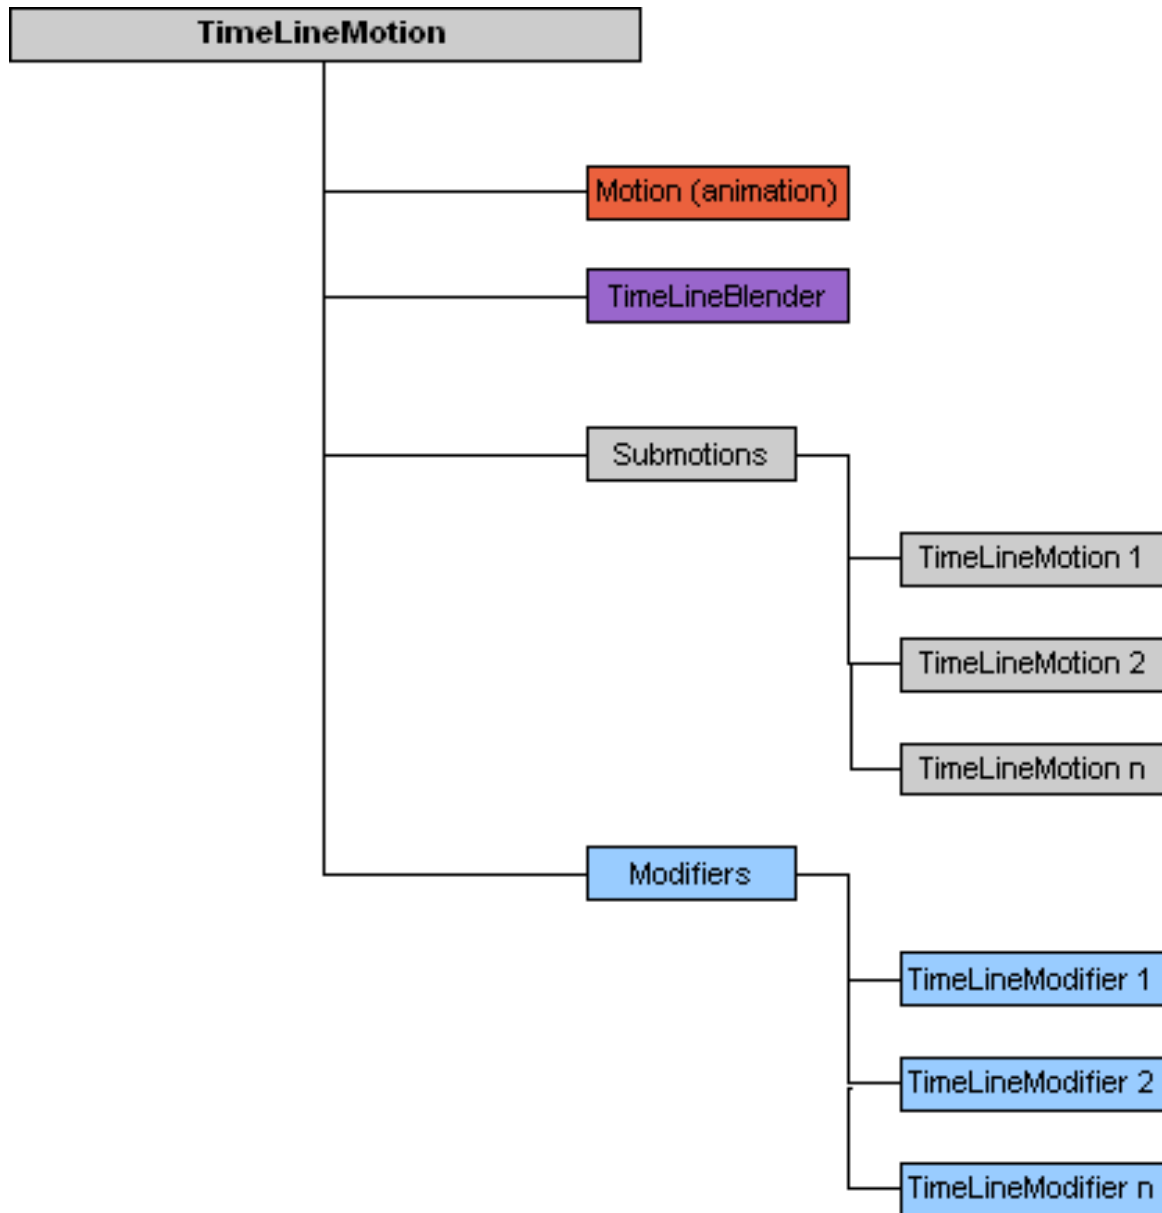 TimeLineMotion
Motion (animation)
TimeLineBlender
Submotions
TimeLineMotion 1
TimeLineMotion 2
TimeLineMotion n
Modifiers
TimeLineModifier 1
TimeLineModifier 2
TimeLineModifier n